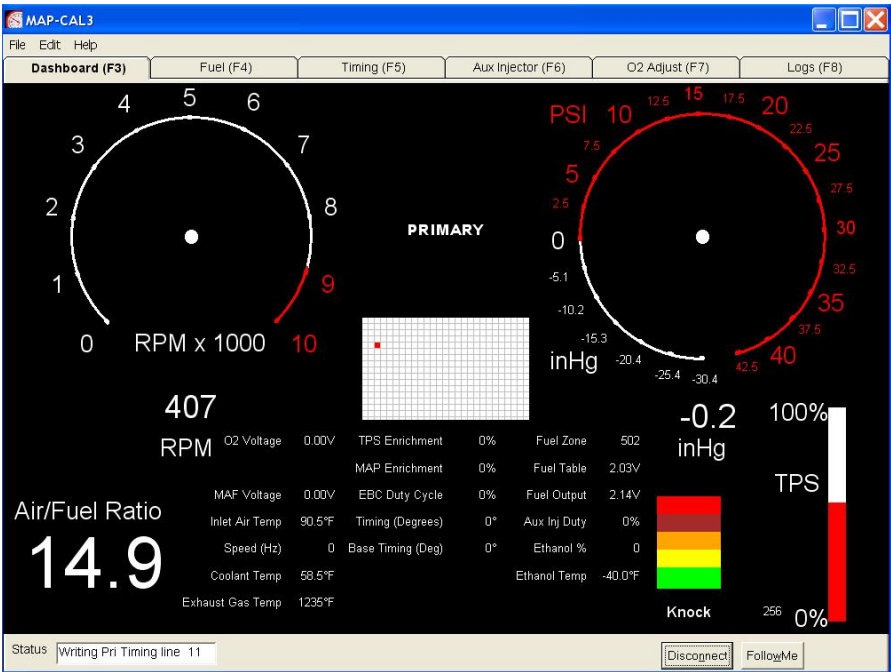 MAP-CAL3
File Edit Help
Dashboard (F3) Fuel (F4) Timing (F5) Aux Injector (F6) O2 Adjust (F7) Logs (F8)
0 1 2 3 4 5 6 7 8 9 10
RPM x 1000
PRIMARY
PSI
0 2.5 5 7.5 10 12.5 15 17.5 20 22.5 25 27.5 30 32.5 35 37.5 40 42.5
-5.1 -10.2 -15.3 -20.4 -25.4 -30.4
inHg
407
RPM
-0.2
inHg
100%
TPS
256 0%
O2 Voltage 0.00V TPS Enrichment 0% Fuel Zone 502
MAP Enrichment 0% Fuel Table 2.03V
MAF Voltage 0.00V EBC Duty Cycle 0% Fuel Output 2.14V
Inlet Air Temp 90.5°F Timing (Degrees) 0° Aux Inj Duty 0%
Speed (Hz) 0 Base Timing (Deg) 0° Ethanol % 0
Coolant Temp 58.5°F Ethanol Temp -40.0°F
Exhaust Gas Temp 1235°F
Air/Fuel Ratio
14.9
Knock
Status Writing Pri Timing line 11 Disconnect FollowMe